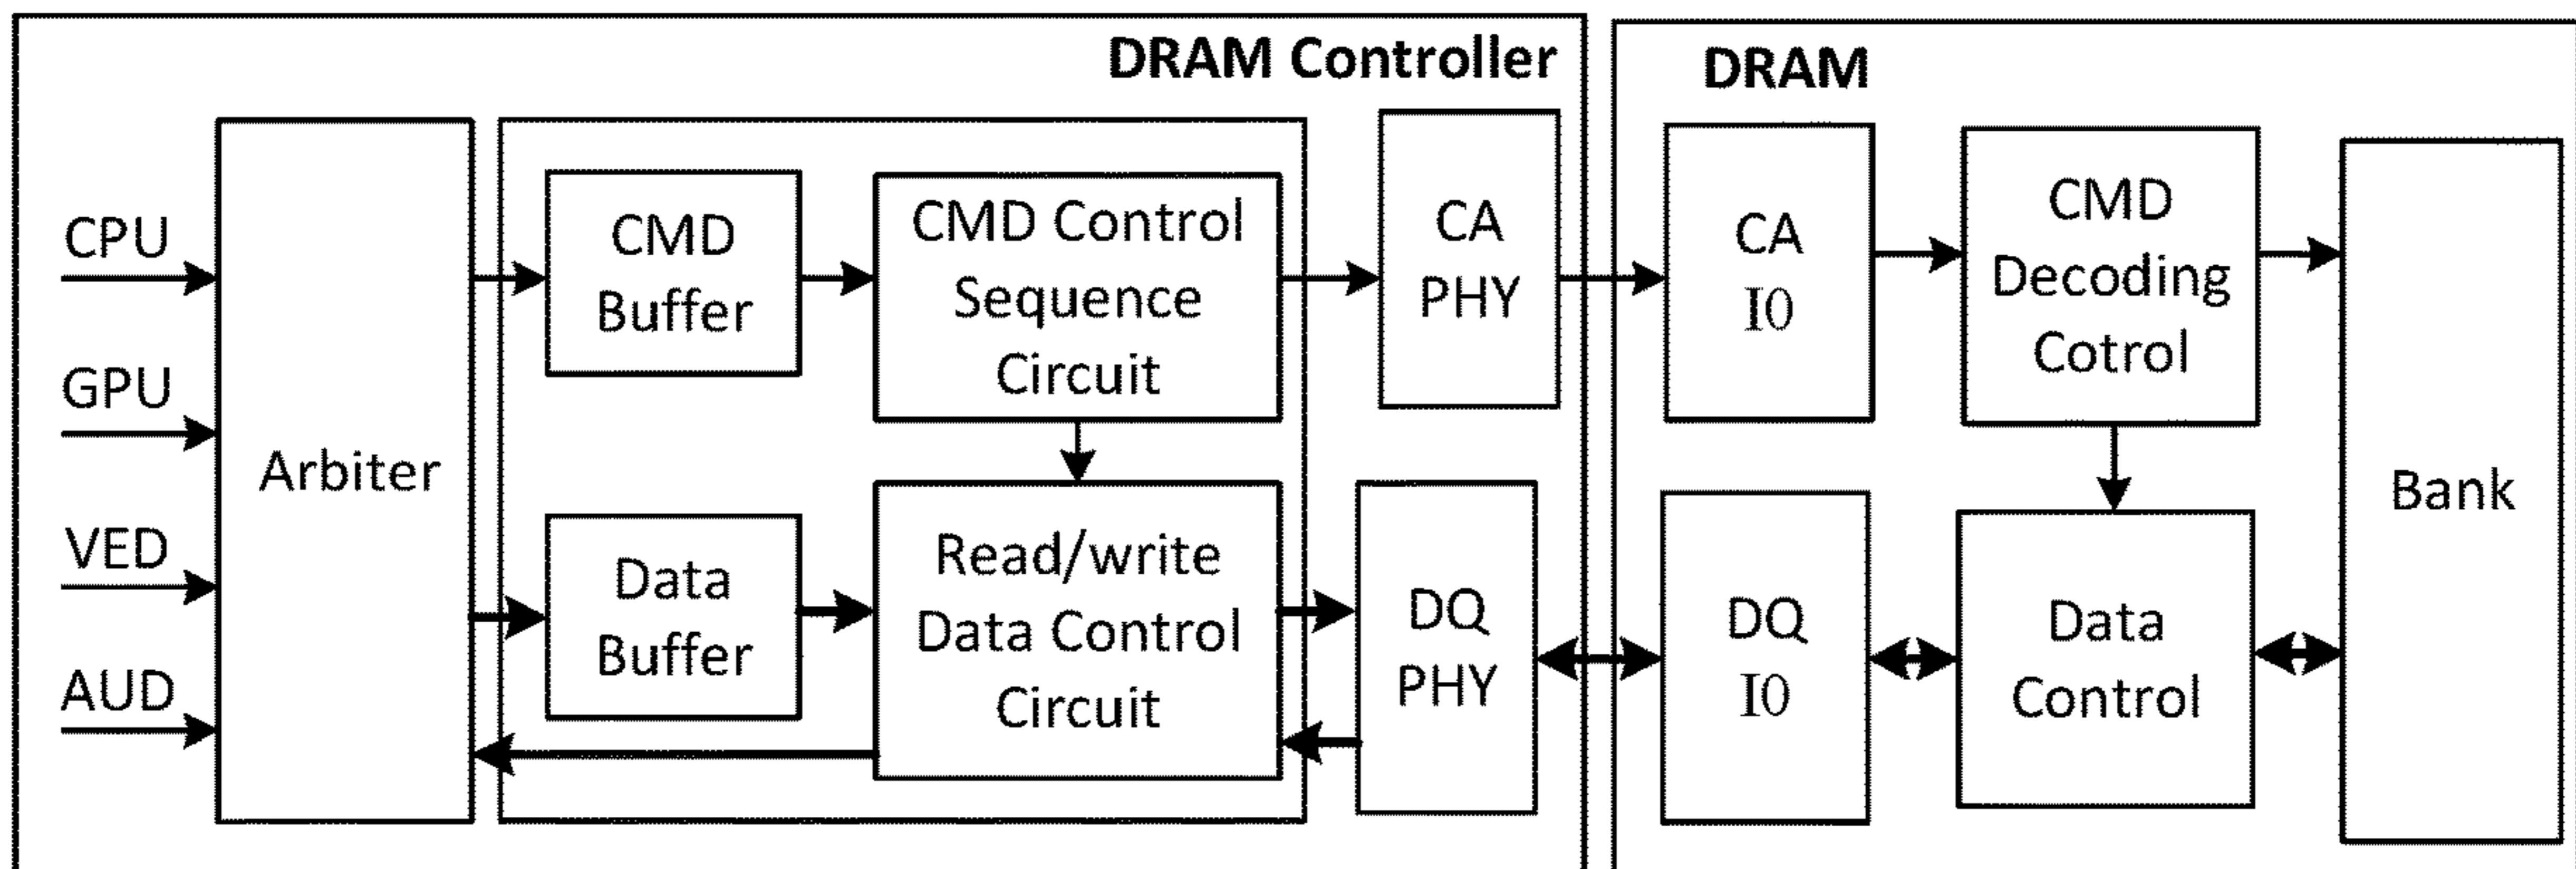 DRAM Controller
DRAM
CPU
GPU
VED
AUD
Arbiter
CMD
Buffer
CMD Control
Sequence
Circuit
CA
PHY
CA
I0
CMD
Decoding
Cotrol
Bank
Data
Buffer
Read/write
Data Control
Circuit
DQ
PHY
DQ
I0
Data
Control